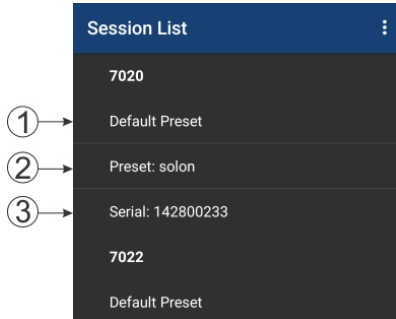 Session List
7020
1 Default Preset
2 Preset: solon
3 Serial: 142800233
7022
Default Preset